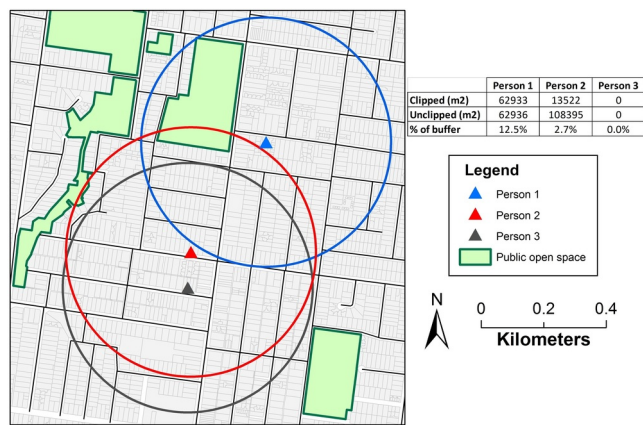 Person 1 Person 2 Person 3
Clipped (m2) 62933 13522 0
Unclipped (m2) 62936 108395 0
% of buffer 12.5% 2.7% 0.0%
Legend
Person 1
Person 2
Person 3
Public open space
N
0 0.2 0.4
Kilometers